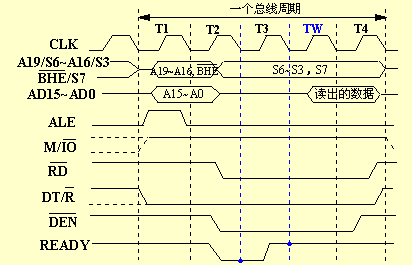 一个总线周期
T1 T2 T3 TW T4
CLK
A19/S6~A16/S3
BHE/S7
A19~A16, BHE
S6~S3, S7
AD15~AD0
A15~A0
读出的数据
ALE
M/IO
RD
DT/R
DEN
READY